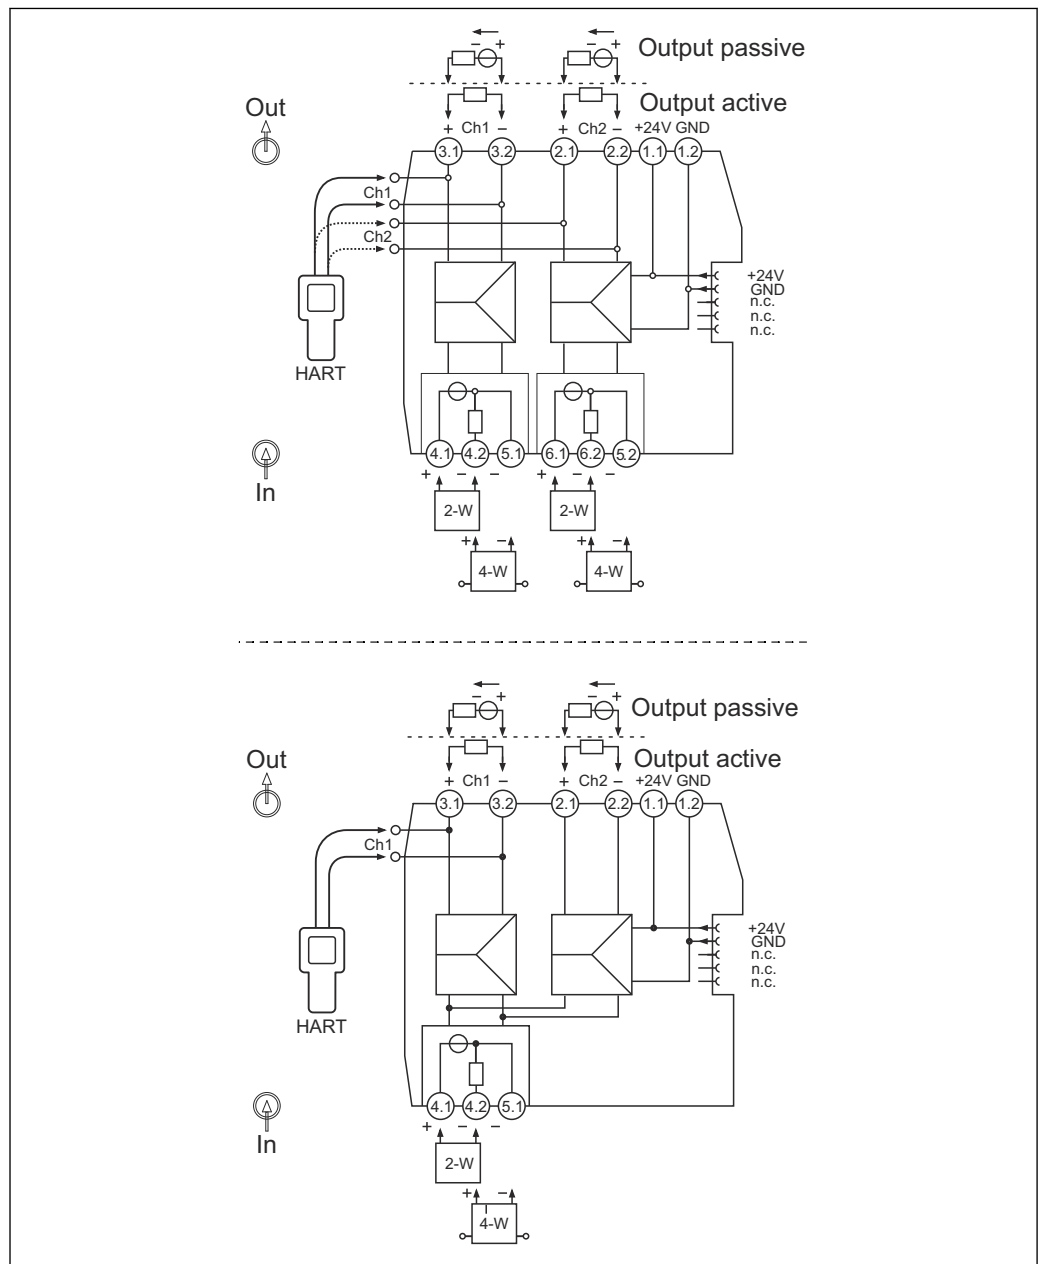 − + − + Output passive
Out Output active
+ Ch1 − + Ch2 − +24V GND
3.1 3.2 2.1 2.2 1.1 1.2
Ch1
Ch2
+24V
GND
n.c.
n.c.
n.c.
HART
4.1 4.2 5.1 6.1 6.2 5.2
+ − − + − −
In
2-W 2-W
+ − + −
4-W 4-W
− + − + Output passive
Out Output active
+ Ch1 − + Ch2 − +24V GND
3.1 3.2 2.1 2.2 1.1 1.2
Ch1
+24V
GND
n.c.
n.c.
n.c.
HART
4.1 4.2 5.1
+ − −
In
2-W
+ −
4-W